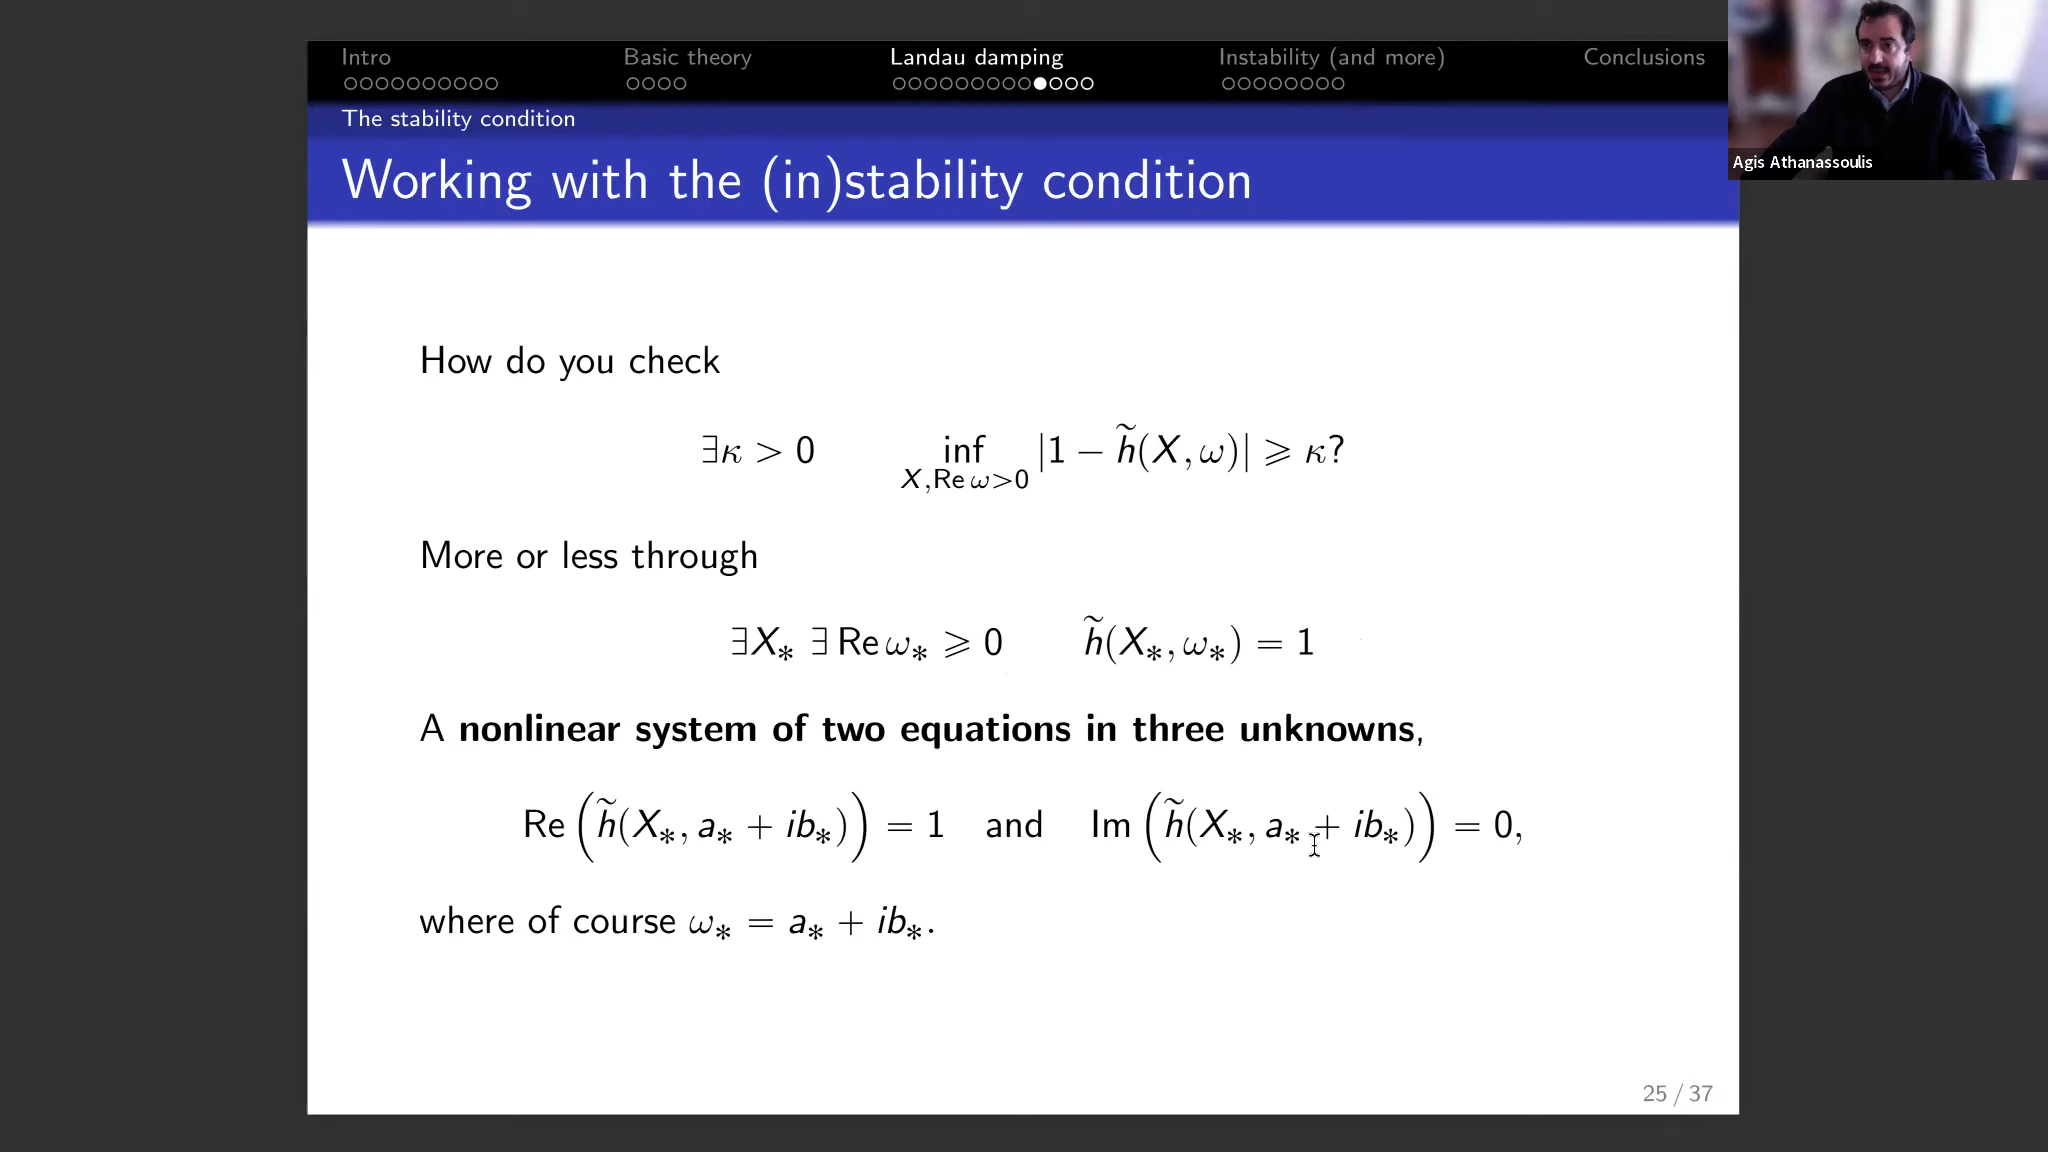 Intro Basic theory Landau damping Instability (and more) Conclusions
The stability condition
Working with the (in)stability condition
Agis Athanassoulis
How do you check
∃κ > 0 inf_{X,Re ω>0} |1 − h̃(X, ω)| ⩾ κ?
More or less through
∃X_* ∃ Re ω_* ⩾ 0 h̃(X_*, ω_*) = 1
A nonlinear system of two equations in three unknowns,
Re(h̃(X_*, a_* + ib_*)) = 1 and Im(h̃(X_*, a_* + ib_*)) = 0,
where of course ω_* = a_* + ib_*.
25 / 37